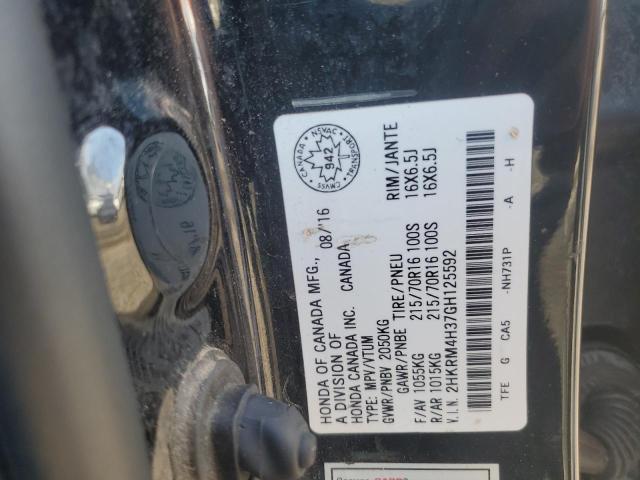 HONDA OF CANADA MFG., 08/'16
A DIVISION OF
HONDA CANADA INC. CANADA
TYPE: MPV/VTUM
GVWR/PNBV 2050KG
GAWR/PNBE TIRE/PNEU RIM/JANTE
F/AV 1055KG 215/70R16 100S 16X6.5J
R/AR 1015KG 215/70R16 100S 16X6.5J
V.I.N. 2HKRM4H37GH125592
TFE G CA5 -NH731P -A -H
CANADA NSVAC
942
CMVSS TRANSPORT